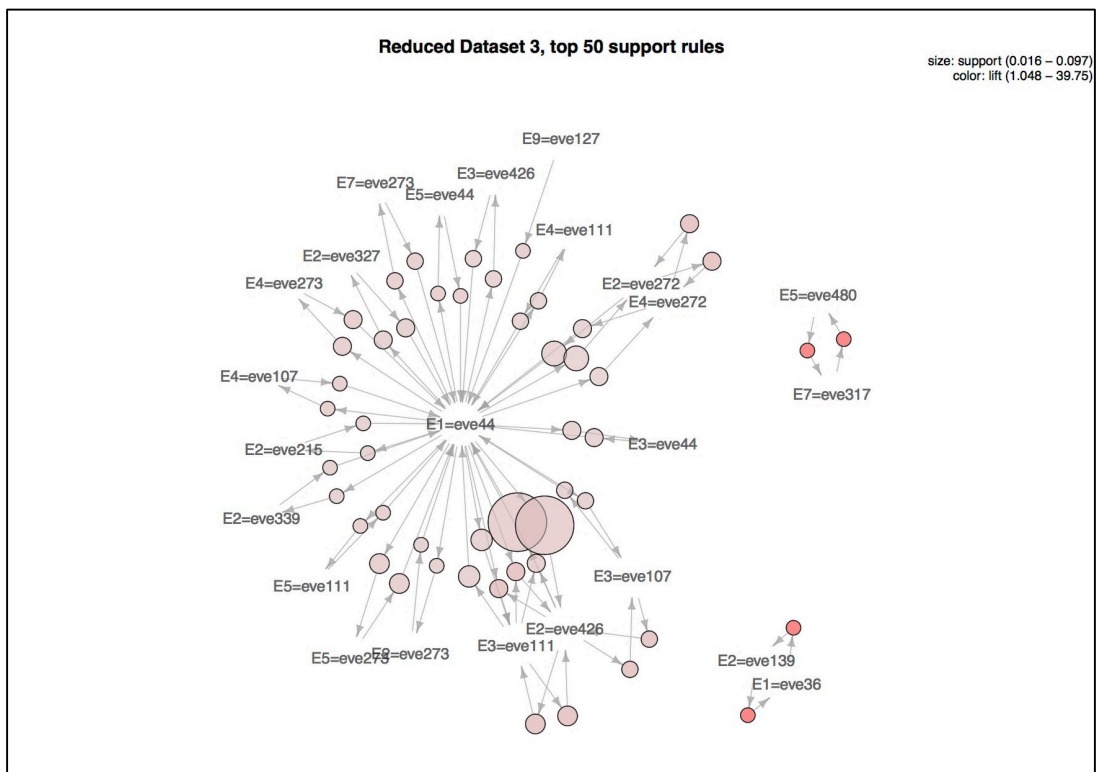 Reduced Dataset 3, top 50 support rules
size: support (0.016 – 0.097)
color: lift (1.048 – 39.75)
E9=eve127
E3=eve426
E7=eve273
E5=eve44
E4=eve111
E2=eve327
E4=eve273
E2=eve272
E4=eve272
E5=eve480
E4=eve107
E7=eve317
E1=eve44
E3=eve44
E2=eve215
E2=eve339
E5=eve111
E3=eve107
E2=eve426
E3=eve111
E5=eve273
E2=eve273
E2=eve139
E1=eve36